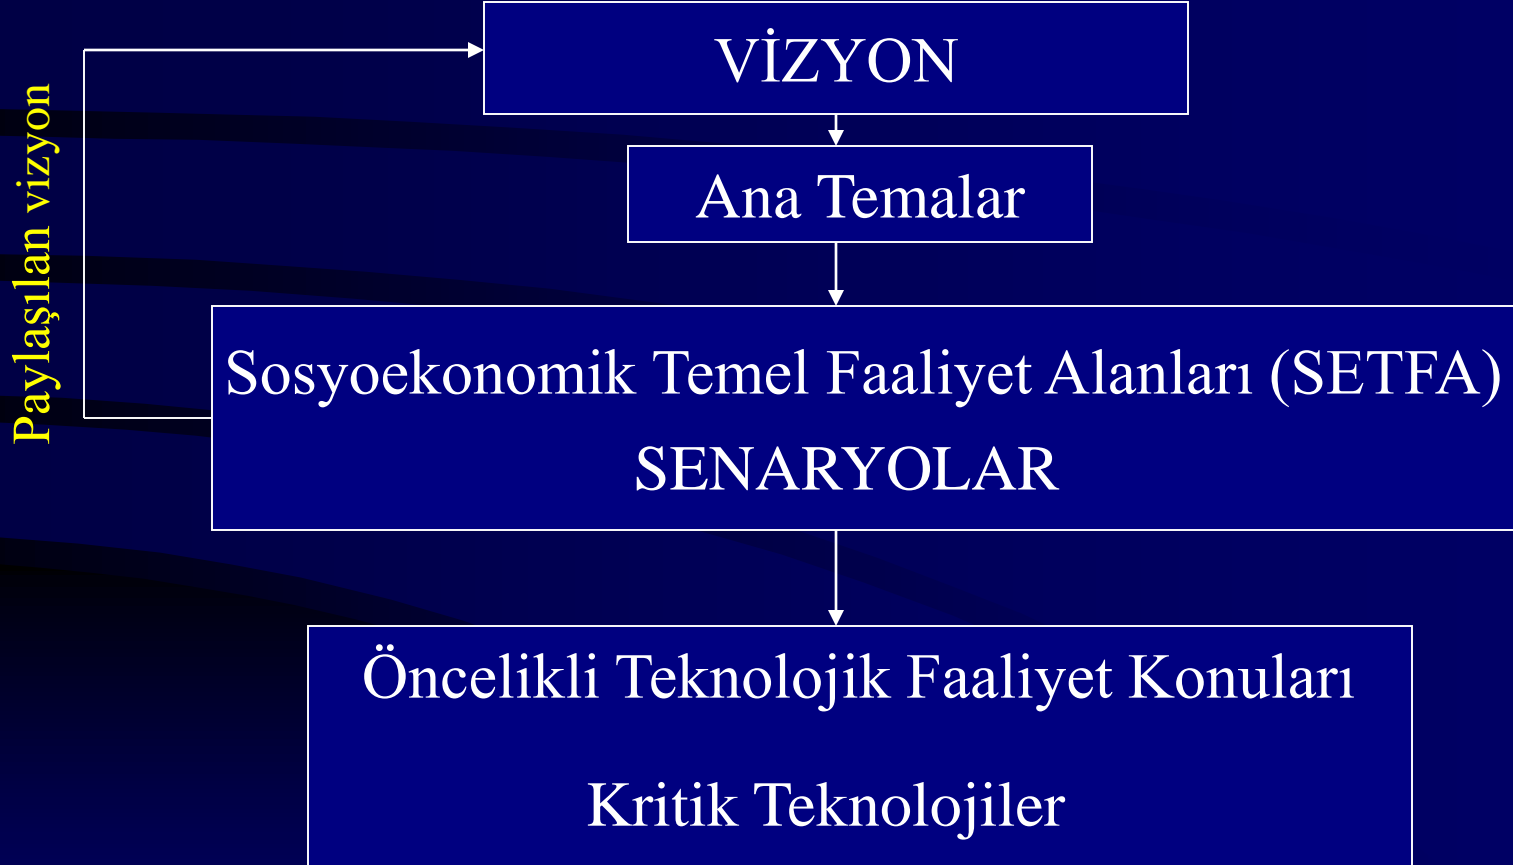 VİZYON
Paylaşılan vizyon
Ana Temalar
Sosyoekonomik Temel Faaliyet Alanları (SETFA)
SENARYOLAR
Öncelikli Teknolojik Faaliyet Konuları
Kritik Teknolojiler